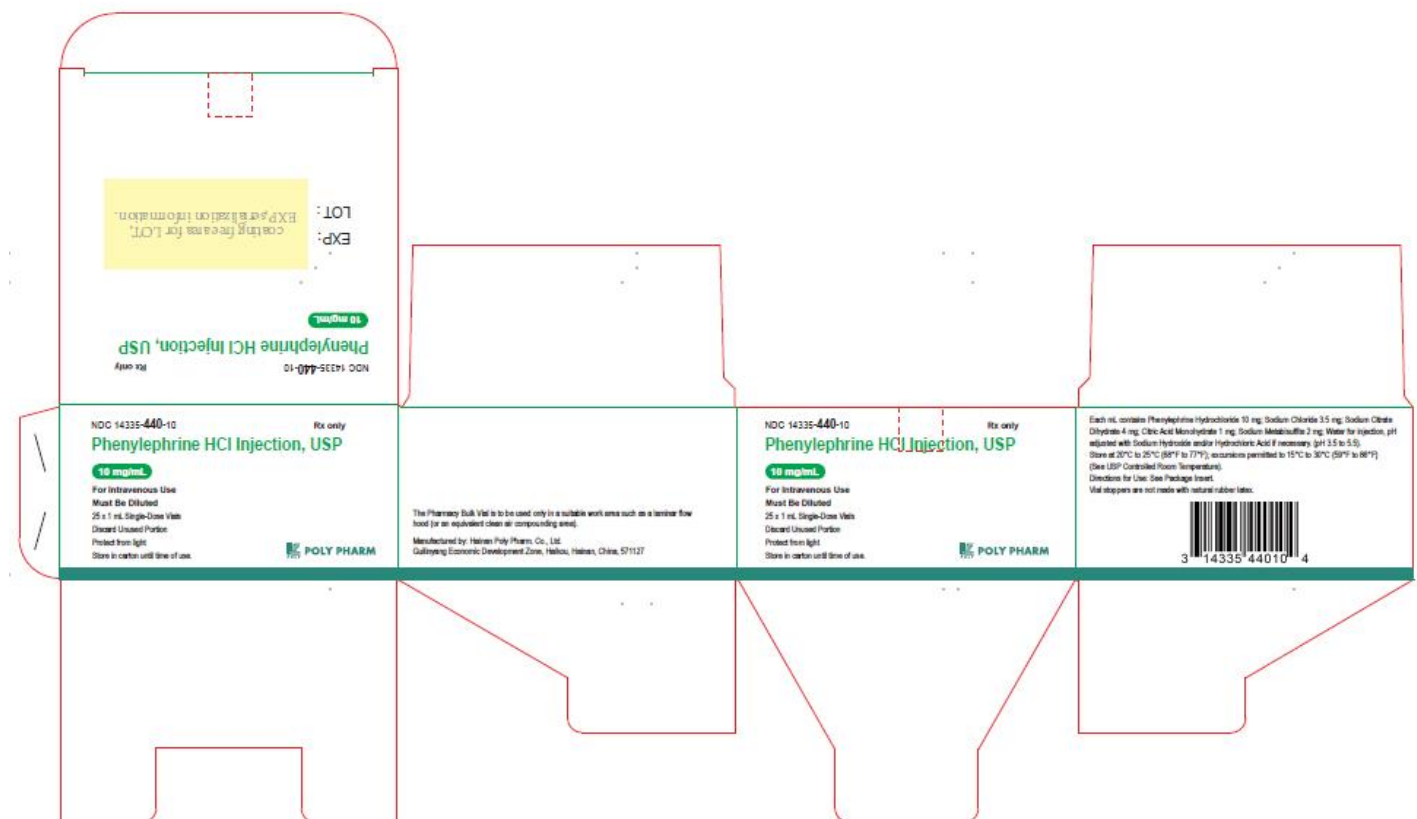 LOT:
EXP:
coating free area for LOT,
EXP, serialization information.
10 mg/mL
Phenylephrine HCl Injection, USP
NDC 14335-440-10 Rx only
NDC 14335-440-10 Rx only
Phenylephrine HCl Injection, USP
10 mg/mL
For Intravenous Use
Must Be Diluted
25 x 1 mL Single-Dose Vials
Discard Unused Portion
Protect from light
Store in carton until time of use.
POLY PHARM
The Pharmacy Bulk Vial is to be used only in a suitable work area such as a laminar flow
hood (or an equivalent clean air compounding area).
Manufactured by: Hainan Poly Pharm. Co., Ltd.
Guilinyang Economic Development Zone, Haikou, Hainan, China, 571127
NDC 14335-440-10 Rx only
Phenylephrine HCl Injection, USP
10 mg/mL
For Intravenous Use
Must Be Diluted
25 x 1 mL Single-Dose Vials
Discard Unused Portion
Protect from light
Store in carton until time of use.
POLY PHARM
Each mL contains Phenylephrine Hydrochloride 10 mg; Sodium Chloride 3.5 mg; Sodium Citrate
Dihydrate 4 mg; Citric Acid Monohydrate 1 mg; Sodium Metabisulfite 2 mg; Water for injection, pH
adjusted with Sodium Hydroxide and/or Hydrochloric Acid if necessary. (pH 3.5 to 5.5).
Store at 20°C to 25°C (68°F to 77°F); excursions permitted to 15°C to 30°C (59°F to 86°F)
(See USP Controlled Room Temperature).
Directions for Use: See Package Insert.
Vial stoppers are not made with natural rubber latex.
3 14335 44010 4